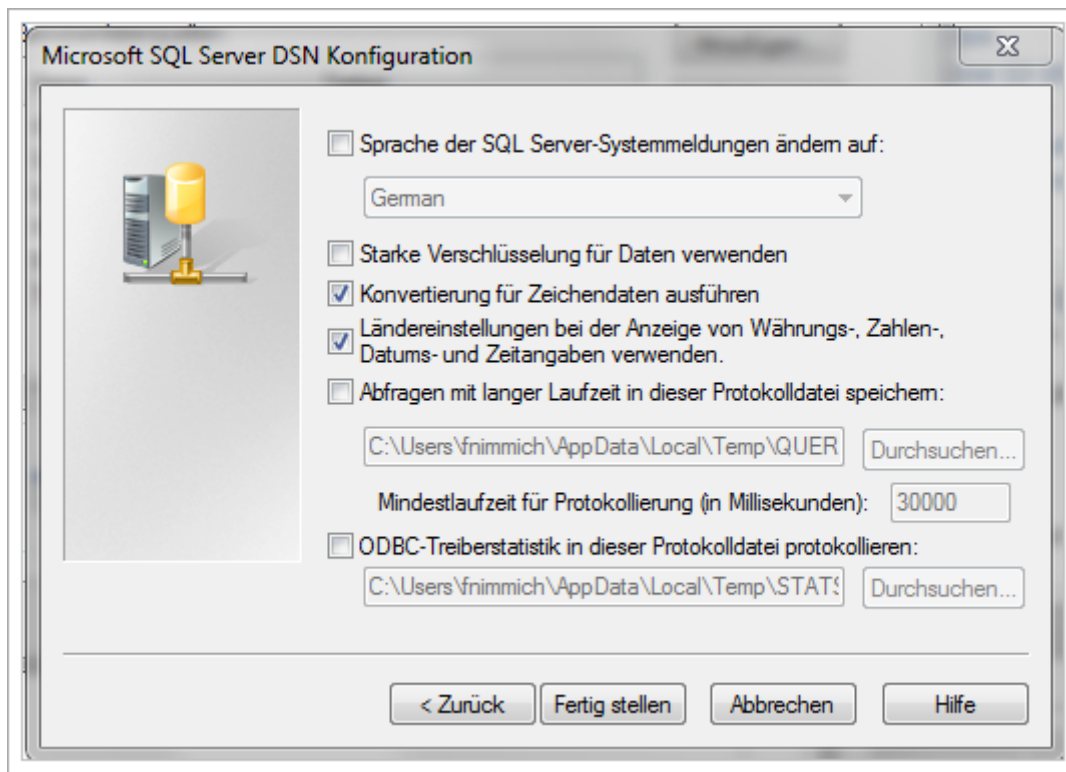 Microsoft SQL Server DSN Konfiguration
Sprache der SQL Server-Systemmeldungen ändern auf:
German
Starke Verschlüsselung für Daten verwenden
Konvertierung für Zeichendaten ausführen
Ländereinstellungen bei der Anzeige von Währungs-, Zahlen-,
Datums- und Zeitangaben verwenden.
Abfragen mit langer Laufzeit in dieser Protokolldatei speichern:
C:\Users\fnimmich\AppData\Local\Temp\QUER Durchsuchen...
Mindestlaufzeit für Protokollierung (in Millisekunden): 30000
ODBC-Treiberstatistik in dieser Protokolldatei protokollieren:
C:\Users\fnimmich\AppData\Local\Temp\STATS Durchsuchen...
< Zurück Fertig stellen Abbrechen Hilfe